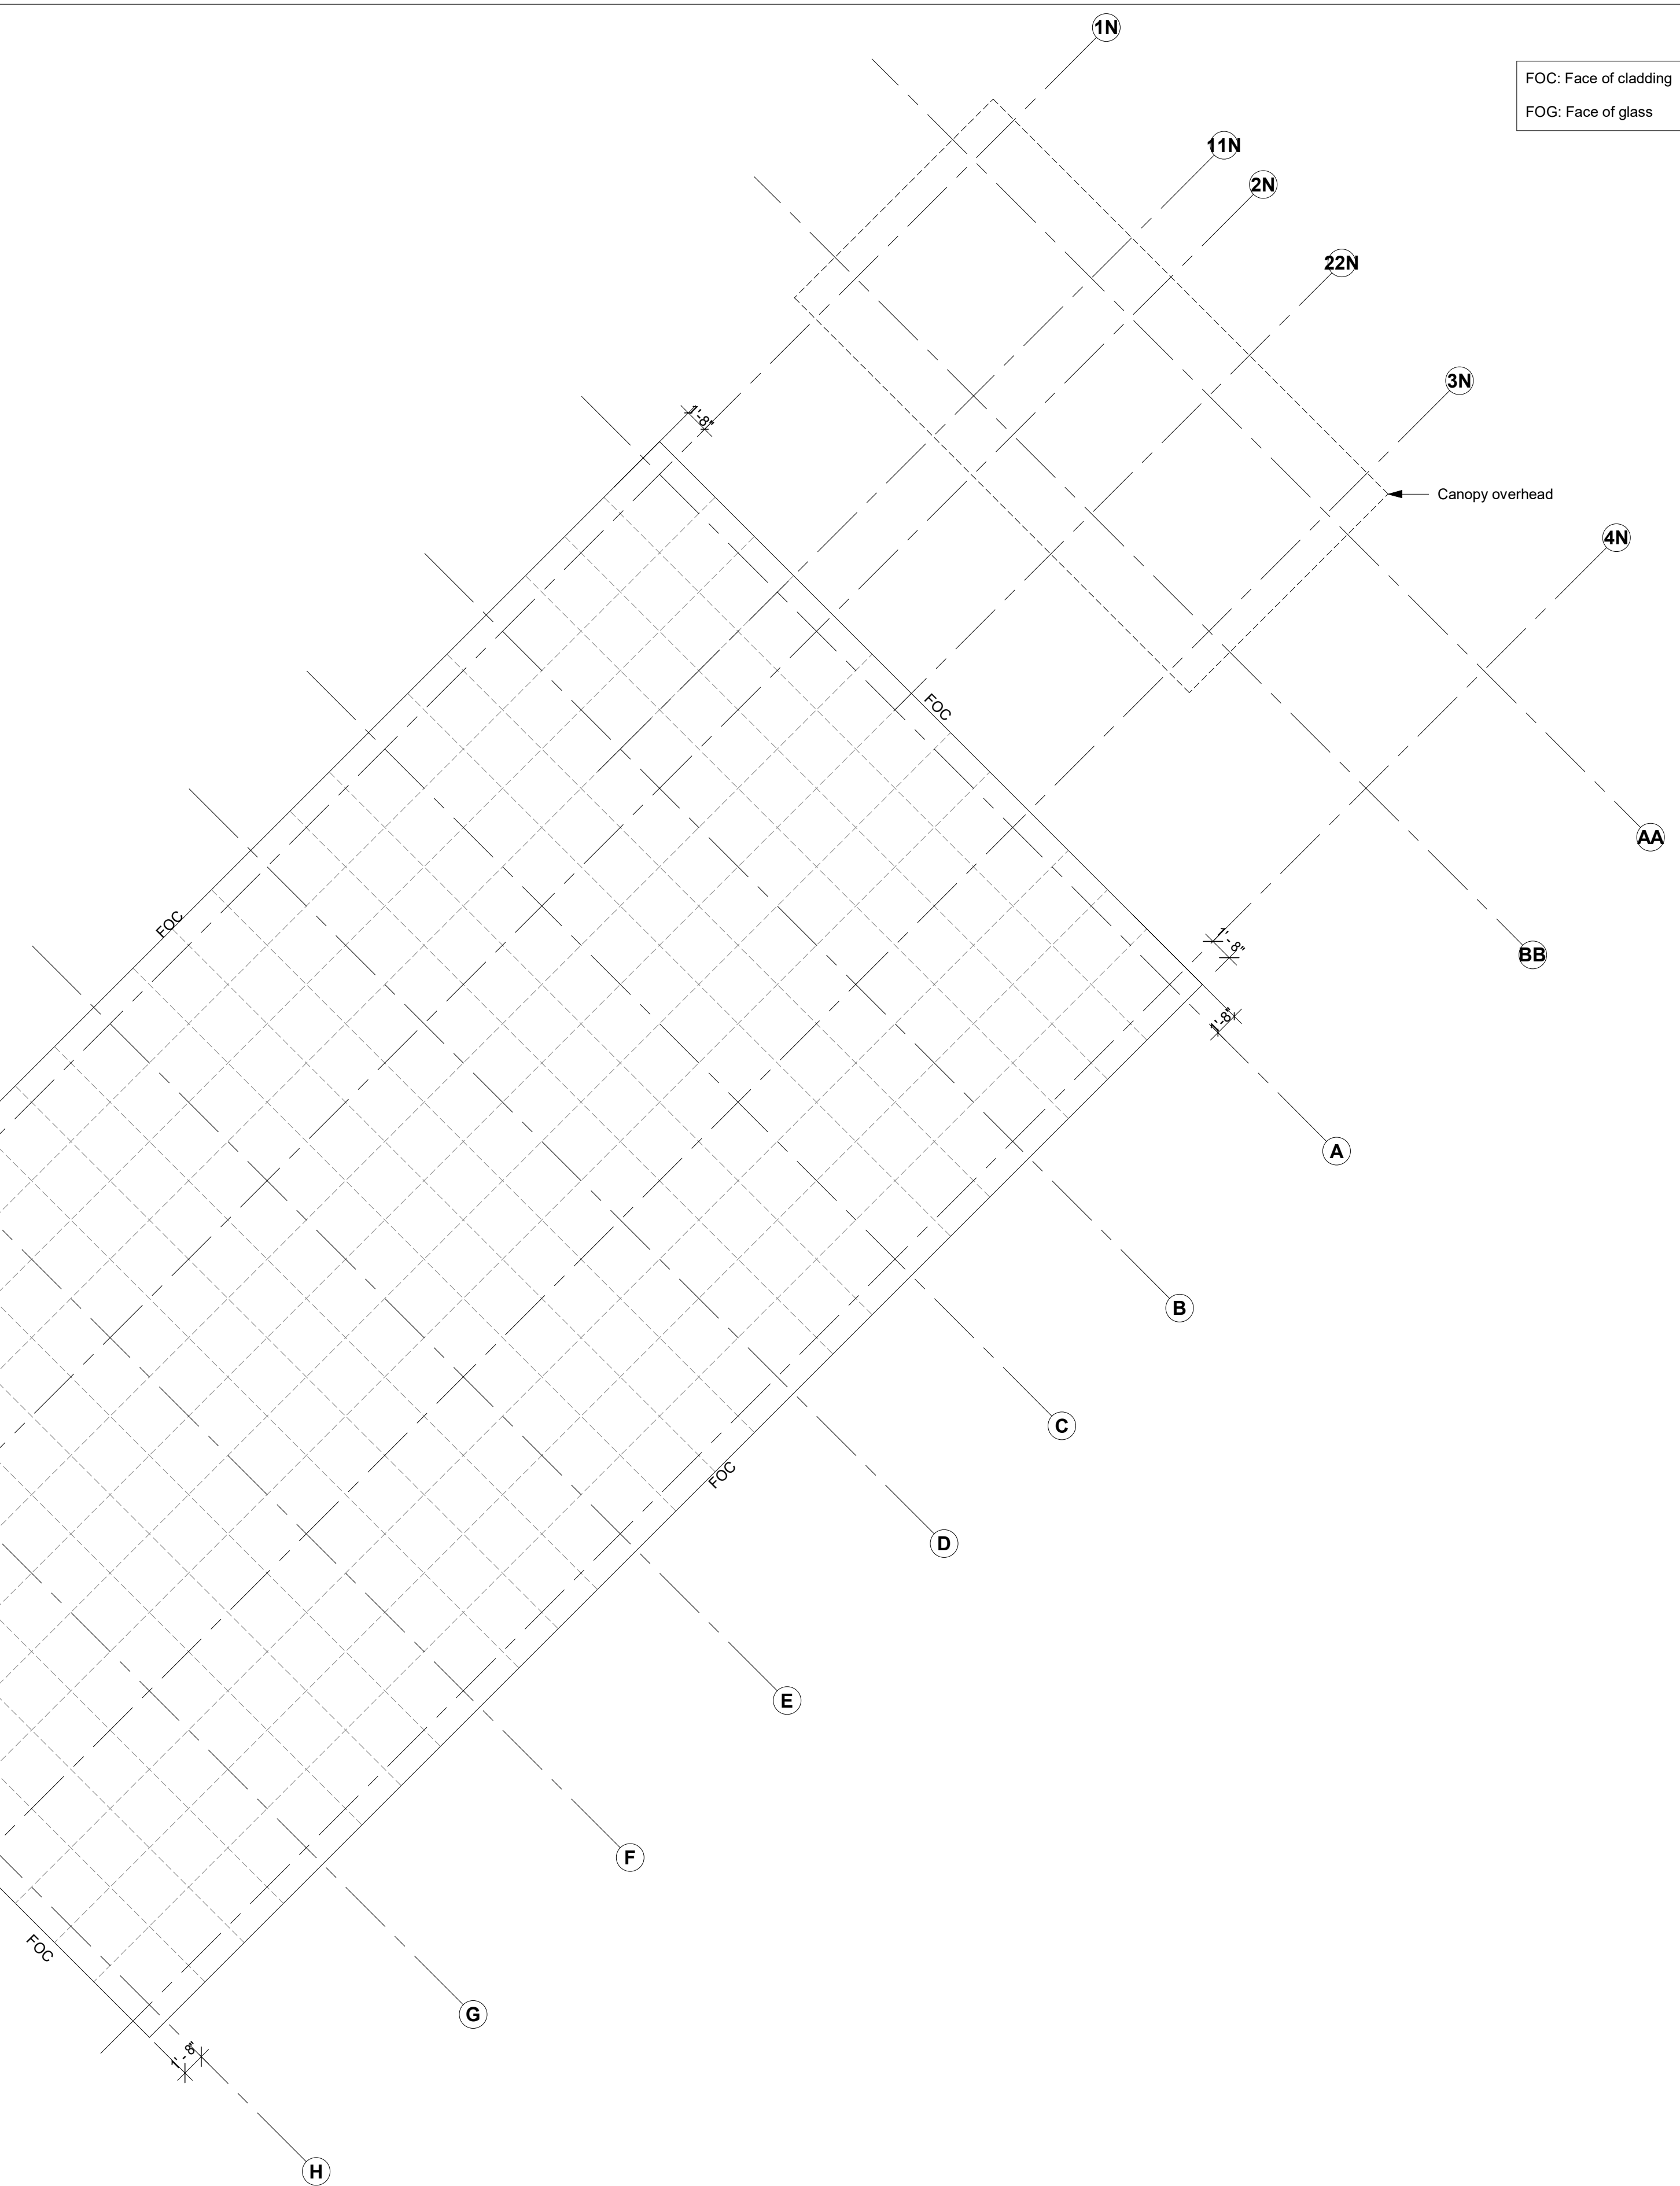 1N
FOC: Face of cladding
FOG: Face of glass
11N
2N
22N
3N
1'-8"
Canopy overhead
4N
FOC
AA
FOC
1'- 8"
BB
1'-8"
A
B
C
FOC
D
E
F
FOC
G
1'- 8"
H